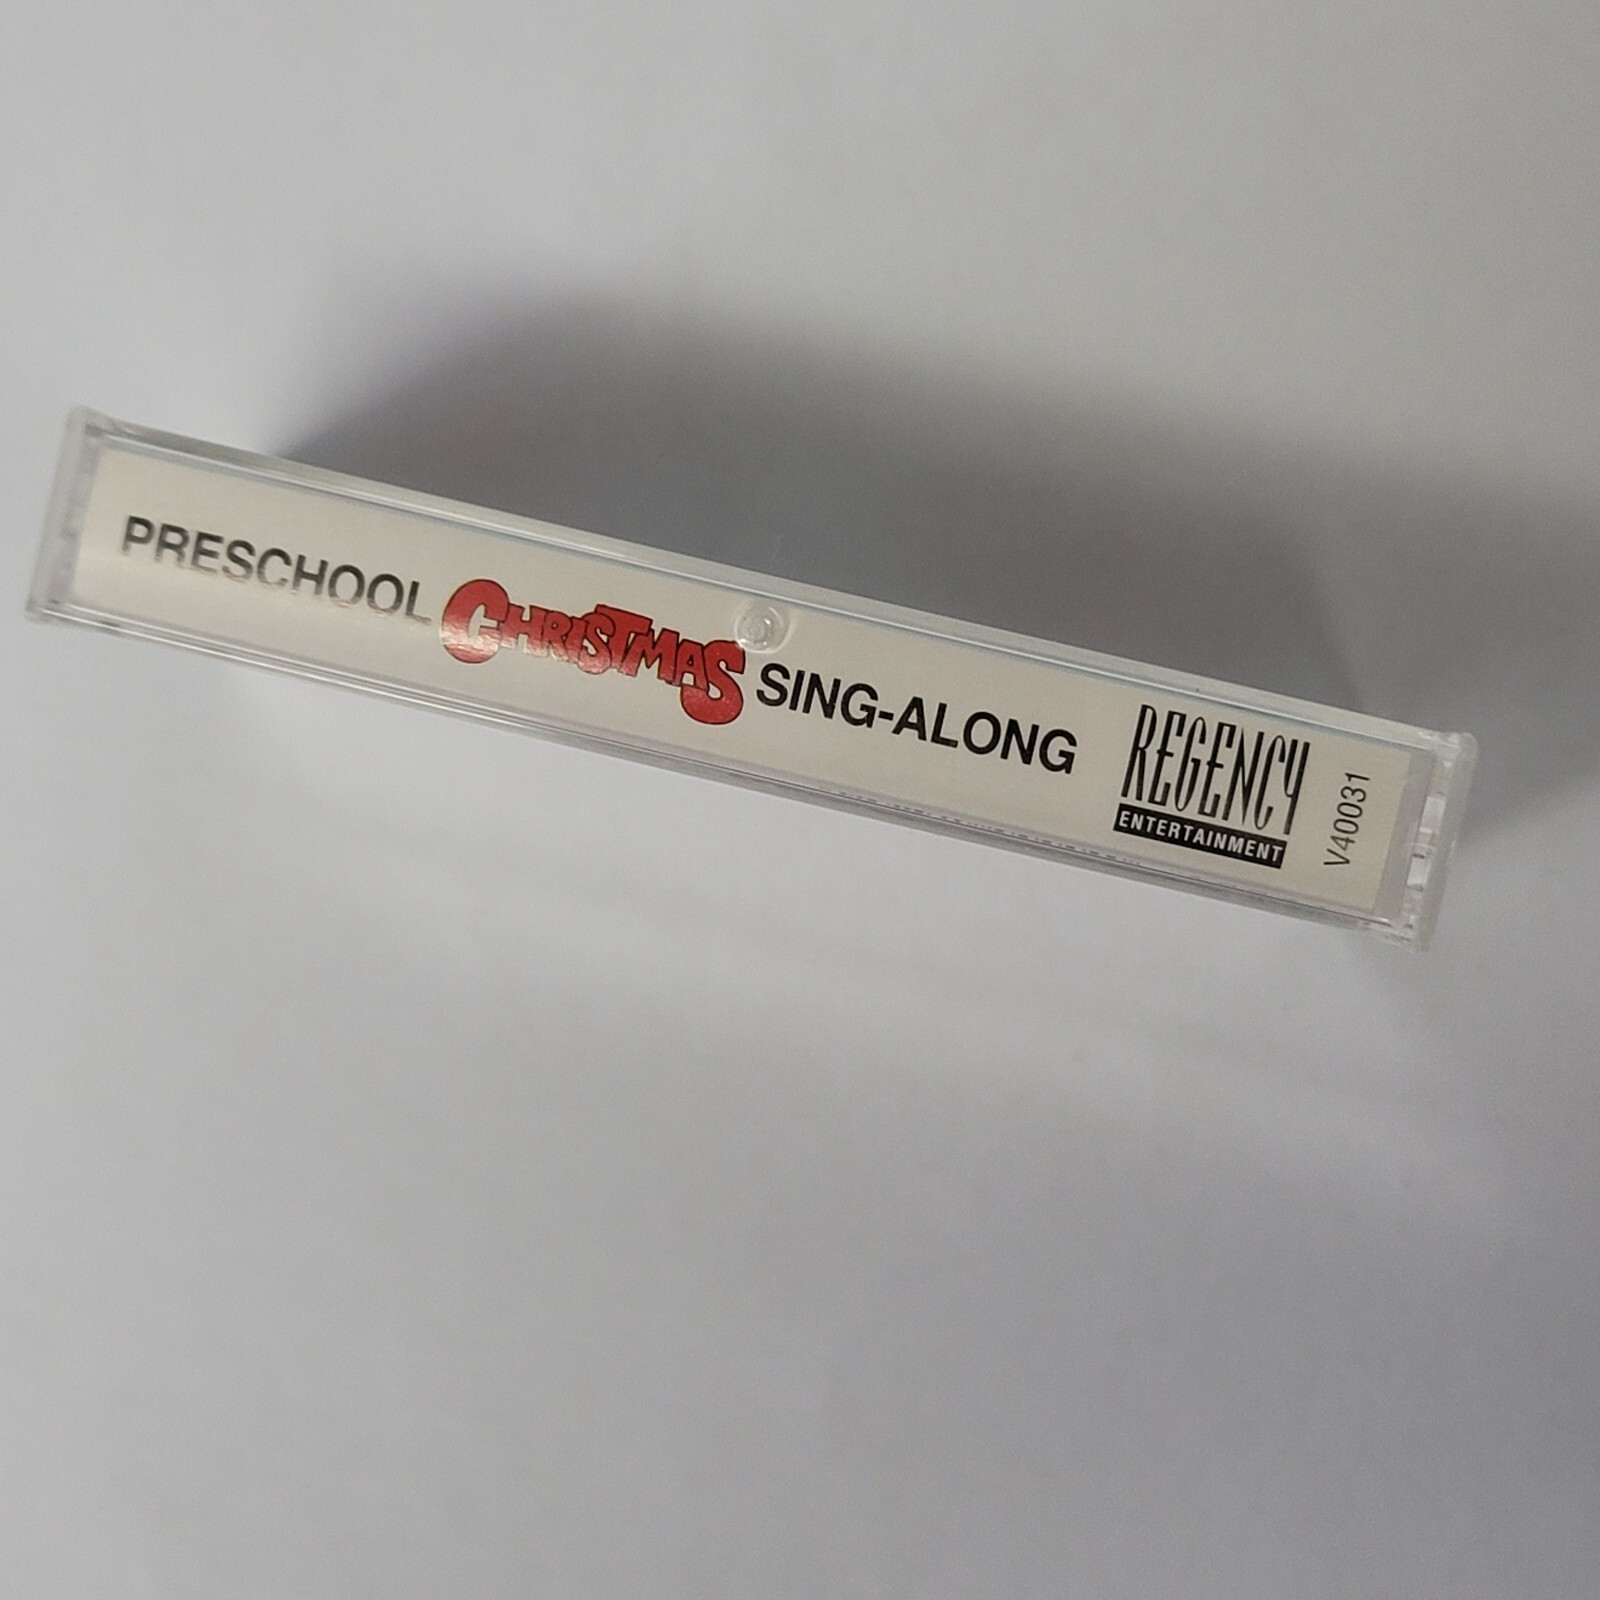 PRESCHOOL CHRISTMAS SING-ALONG
REGENCY
ENTERTAINMENT
V40031